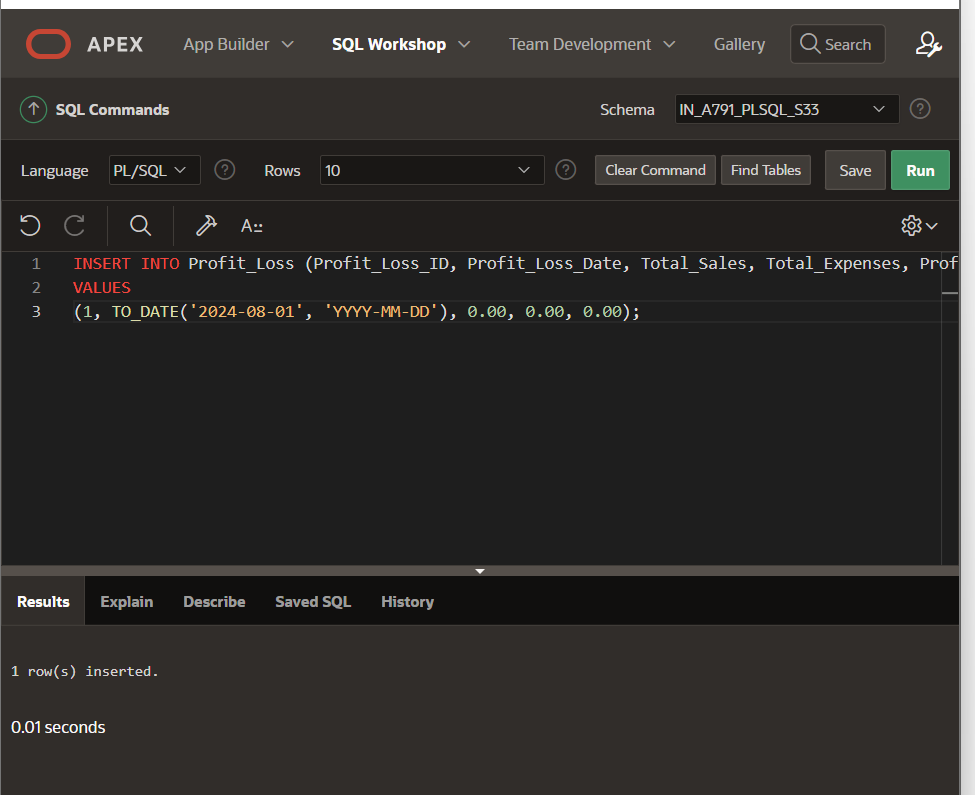 APEX App Builder SQL Workshop Team Development Gallery Search
SQL Commands Schema IN_A791_PLSQL_S33 ?
Language PL/SQL ? Rows 10 ? Clear Command Find Tables Save Run
A::
1 INSERT INTO Profit_Loss (Profit_Loss_ID, Profit_Loss_Date, Total_Sales, Total_Expenses, Prof
2 VALUES
3 (1, TO_DATE('2024-08-01', 'YYYY-MM-DD'), 0.00, 0.00, 0.00);
Results Explain Describe Saved SQL History
1 row(s) inserted.
0.01 seconds